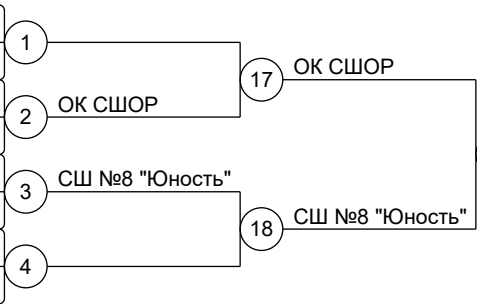 1
17 ОК СШОР
2 ОК СШОР
3 СШ №8 "Юность"
18 СШ №8 "Юность"
4